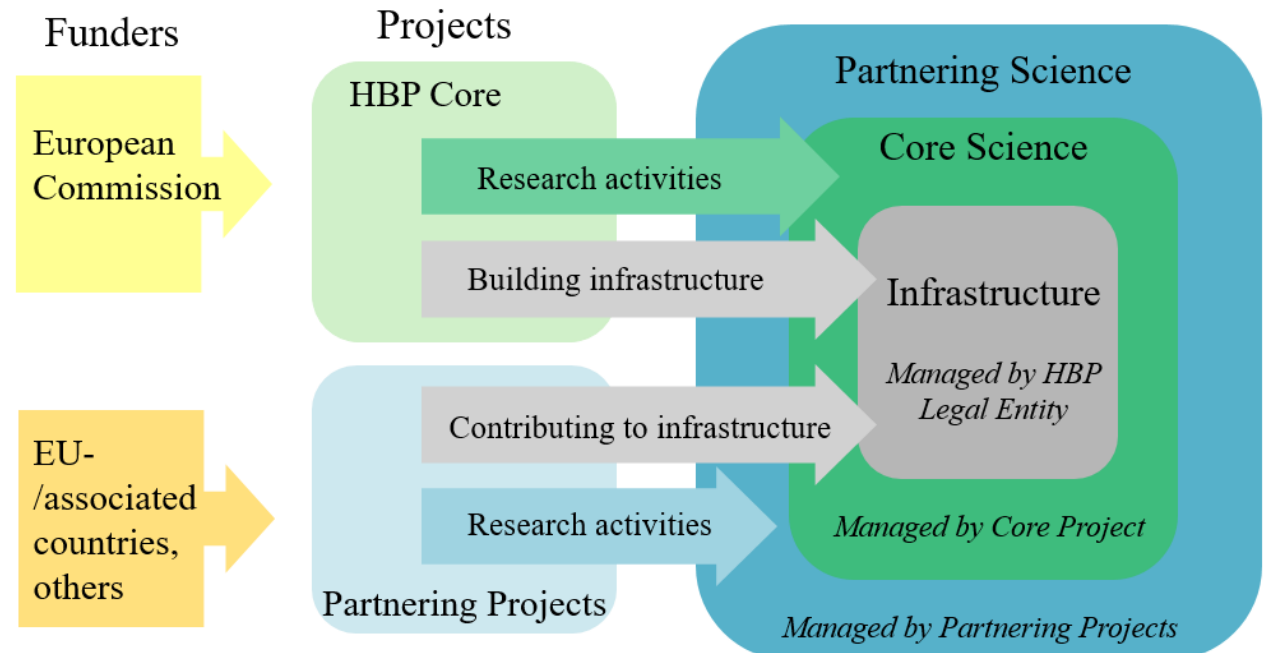 Funders
Projects
European
Commission
EU-
/associated
countries,
others
HBP Core
Research activities
Building infrastructure
Contributing to infrastructure
Research activities
Partnering Projects
Partnering Science
Core Science
Infrastructure
Managed by HBP
Legal Entity
Managed by Core Project
Managed by Partnering Projects